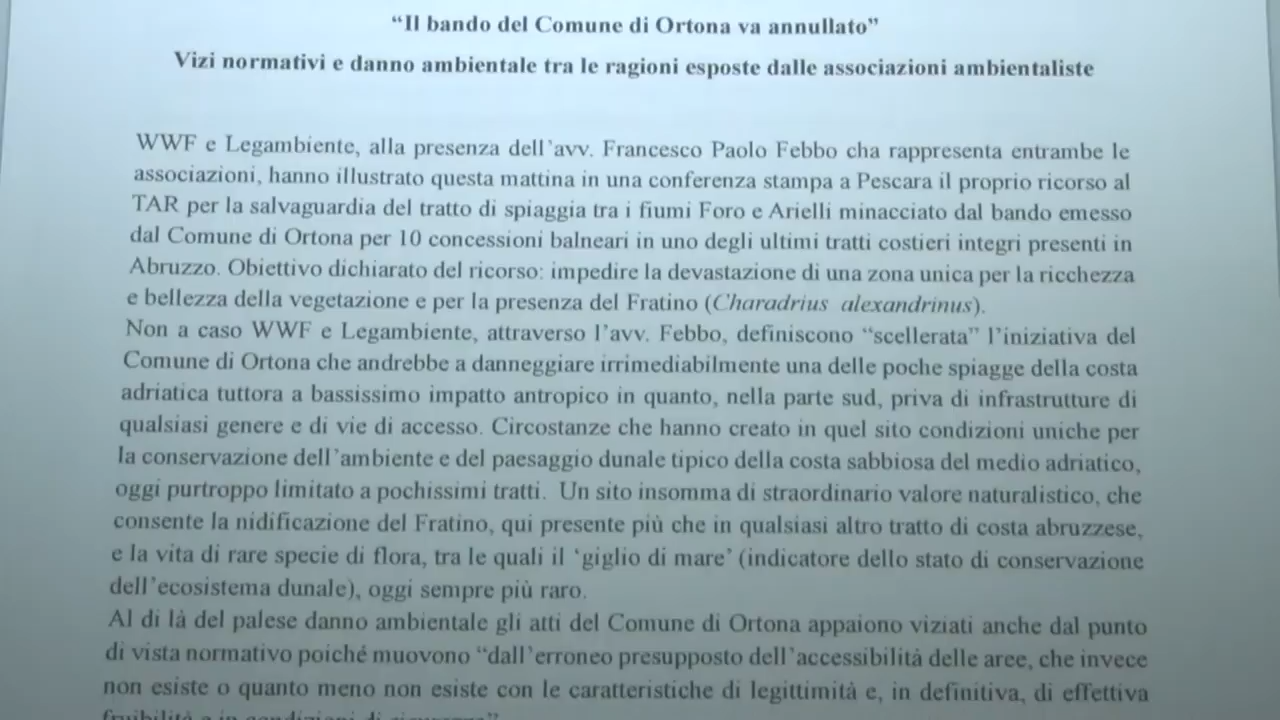 “Il bando del Comune di Ortona va annullato”
Vizi normativi e danno ambientale tra le ragioni esposte dalle associazioni ambientaliste
WWF e Legambiente, alla presenza dell’avv. Francesco Paolo Febbo cha rappresenta entrambe le
associazioni, hanno illustrato questa mattina in una conferenza stampa a Pescara il proprio ricorso al
TAR per la salvaguardia del tratto di spiaggia tra i fiumi Foro e Arielli minacciato dal bando emesso
dal Comune di Ortona per 10 concessioni balneari in uno degli ultimi tratti costieri integri presenti in
Abruzzo. Obiettivo dichiarato del ricorso: impedire la devastazione di una zona unica per la ricchezza
e bellezza della vegetazione e per la presenza del Fratino (Charadrius alexandrinus).
Non a caso WWF e Legambiente, attraverso l’avv. Febbo, definiscono “scellerata” l’iniziativa del
Comune di Ortona che andrebbe a danneggiare irrimediabilmente una delle poche spiagge della costa
adriatica tuttora a bassissimo impatto antropico in quanto, nella parte sud, priva di infrastrutture di
qualsiasi genere e di vie di accesso. Circostanze che hanno creato in quel sito condizioni uniche per
la conservazione dell’ambiente e del paesaggio dunale tipico della costa sabbiosa del medio adriatico,
oggi purtroppo limitato a pochissimi tratti. Un sito insomma di straordinario valore naturalistico, che
consente la nidificazione del Fratino, qui presente più che in qualsiasi altro tratto di costa abruzzese,
e la vita di rare specie di flora, tra le quali il ‘giglio di mare’ (indicatore dello stato di conservazione
dell’ecosistema dunale), oggi sempre più raro.
Al di là del palese danno ambientale gli atti del Comune di Ortona appaiono viziati anche dal punto
di vista normativo poiché muovono “dall’erroneo presupposto dell’accessibilità delle aree, che invece
non esiste o quanto meno non esiste con le caratteristiche di legittimità e, in definitiva, di effettiva
fruibilità e in condizioni di sicurezza”